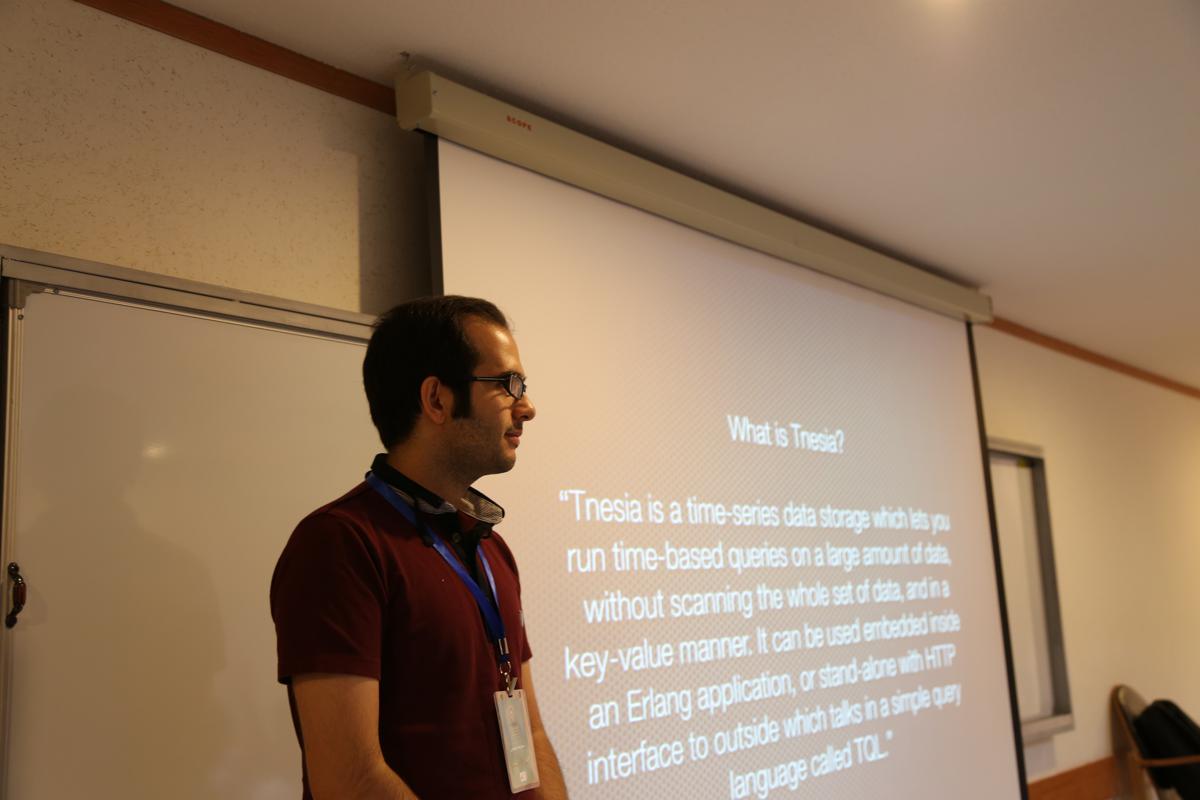 SCOPE
What is Tnesia?
“Tnesia is a time-series data storage which lets you
run time-based queries on a large amount of data,
without scanning the whole set of data, and in a
key-value manner. It can be used embedded inside
an Erlang application, or stand-alone with HTTP
interface to outside which talks in a simple query
language called TQL.”